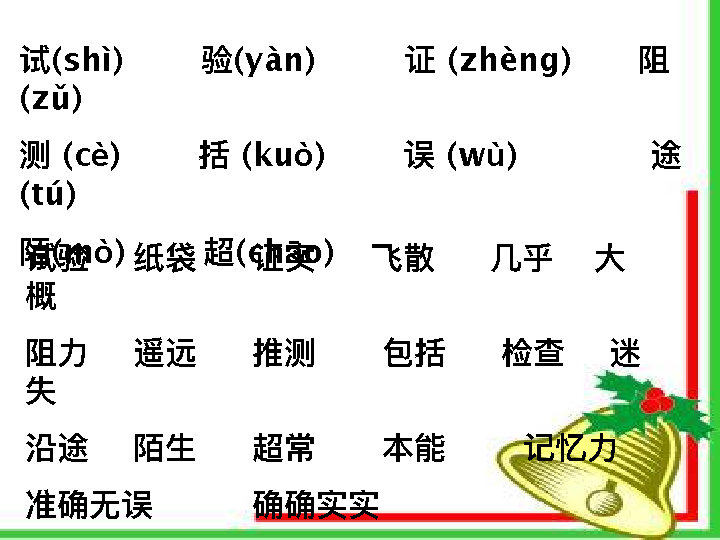 试(shì) 验(yàn) 证 (zhèng) 阻
(zǔ)
测 (cè) 括 (kuò) 误 (wù) 途
(tú)
陌(mò) 超(chāo)
试验 纸袋 证实 飞散 几乎 大
概
阻力 遥远 推测 包括 检查 迷
失
沿途 陌生 超常 本能 记忆力
准确无误 确确实实